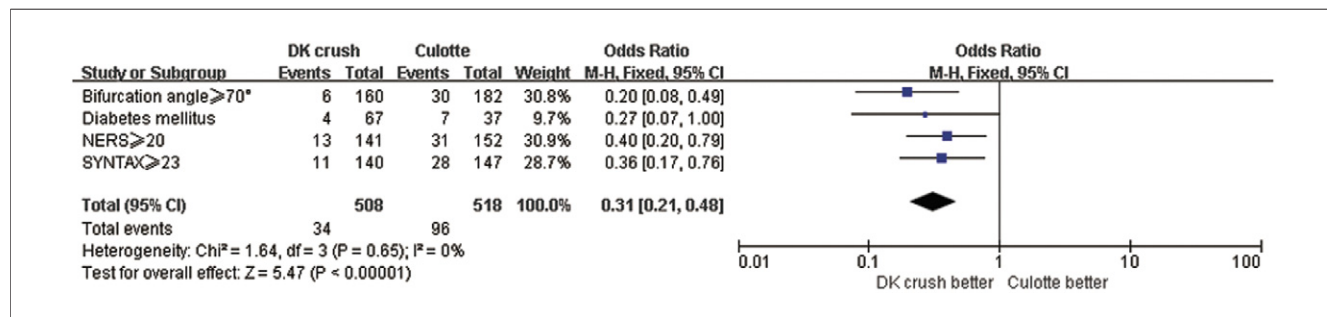 DK crush Culotte Odds Ratio Odds Ratio
Study or Subgroup Events Total Events Total Weight M-H, Fixed, 95% CI M-H, Fixed, 95% CI
Bifurcation angle⩾70° 6 160 30 182 30.8% 0.20 [0.08, 0.49]
Diabetes mellitus 4 67 7 37 9.7% 0.27 [0.07, 1.00]
NERS⩾20 13 141 31 152 30.9% 0.40 [0.20, 0.79]
SYNTAX⩾23 11 140 28 147 28.7% 0.36 [0.17, 0.76]
Total (95% CI) 508 518 100.0% 0.31 [0.21, 0.48]
Total events 34 96
Heterogeneity: Chi² = 1.64, df = 3 (P = 0.65); I² = 0%
Test for overall effect: Z = 5.47 (P < 0.00001)
0.01 0.1 1 10 100
DK crush better Culotte better